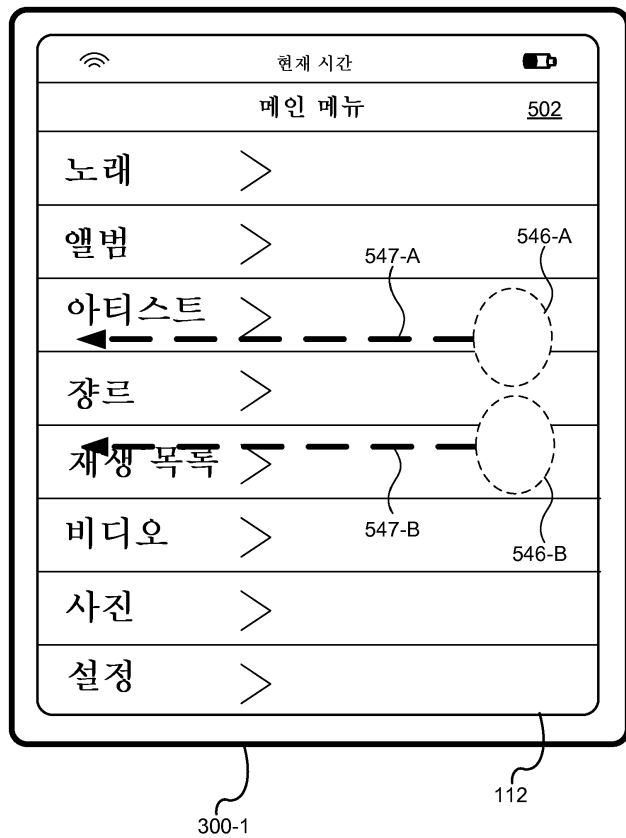 현재 시간
메인 메뉴 502
노래
앨범
547-A 546-A
아티스트
쟝르
재생 목록
비디오 547-B 546-B
사진
설정
112
300-1